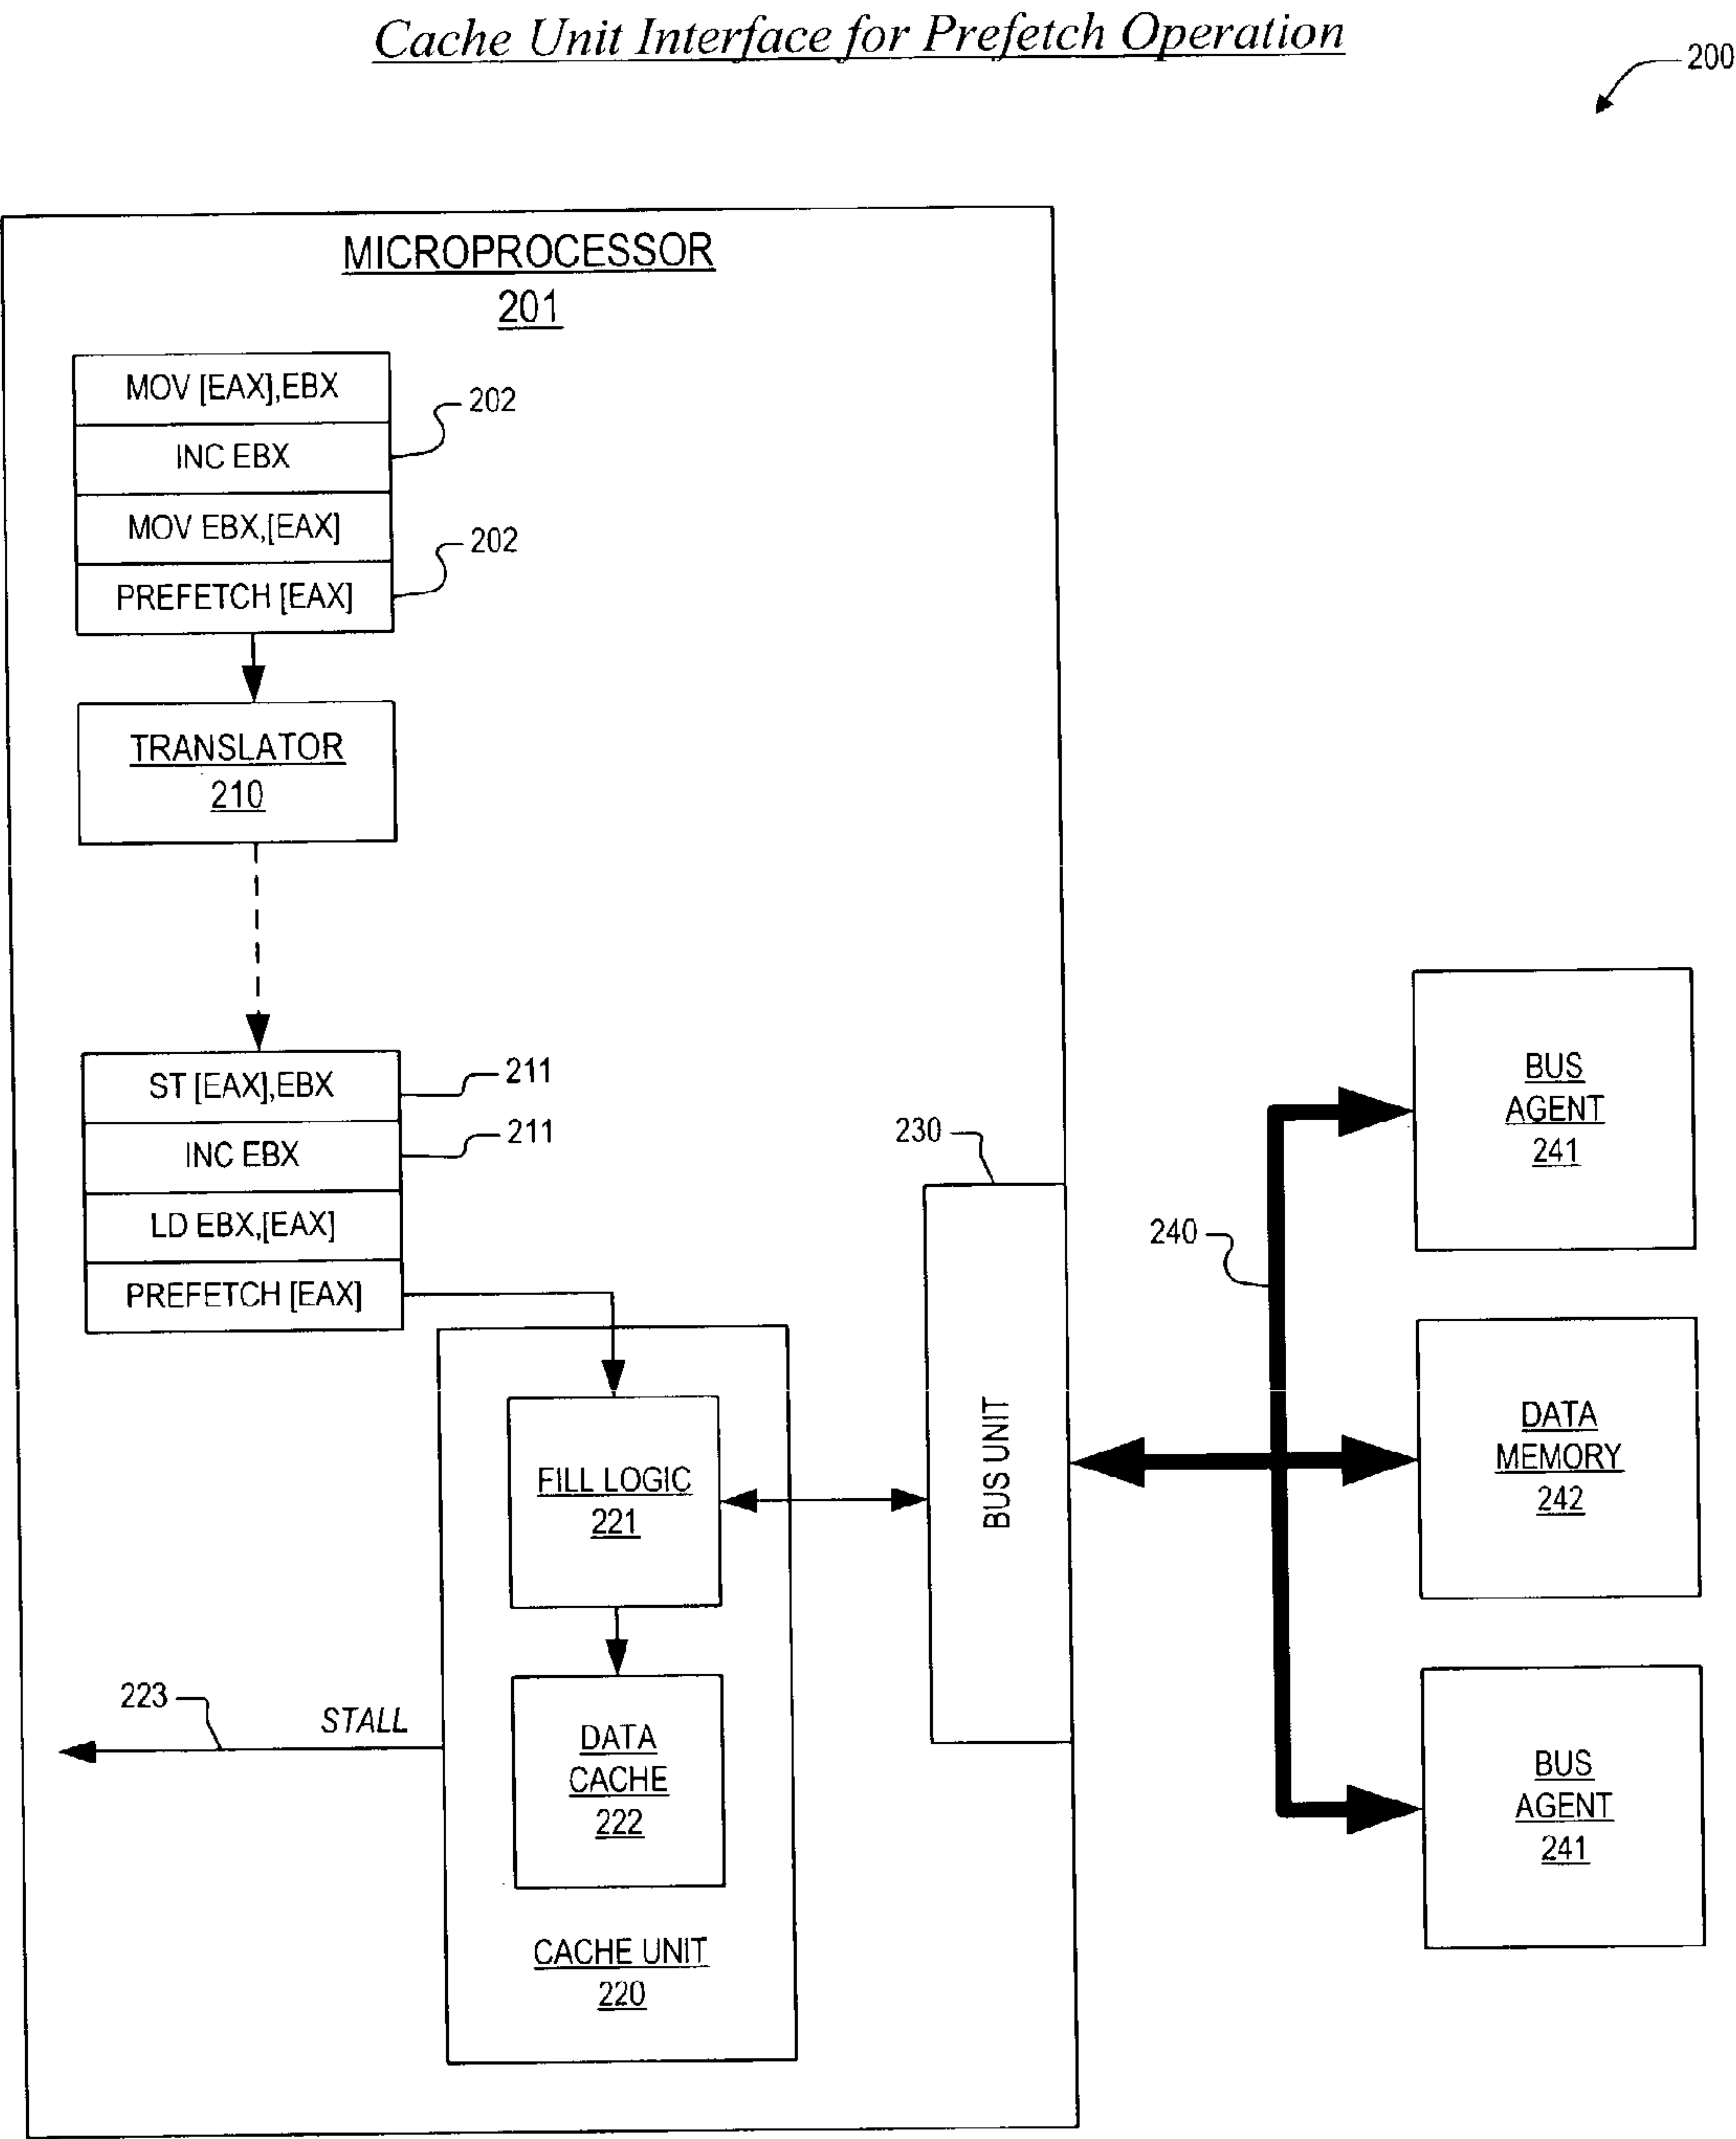 Cache Unit Interface for Prefetch Operation
200
MICROPROCESSOR
201
MOV [EAX],EBX
202
INC EBX
MOV EBX,[EAX]
202
PREFETCH [EAX]
TRANSLATOR
210
ST [EAX],EBX
211
INC EBX
211
LD EBX,[EAX]
PREFETCH [EAX]
230
BUS UNIT
FILL LOGIC
221
DATA
CACHE
222
CACHE UNIT
220
223
STALL
240
BUS
AGENT
241
DATA
MEMORY
242
BUS
AGENT
241